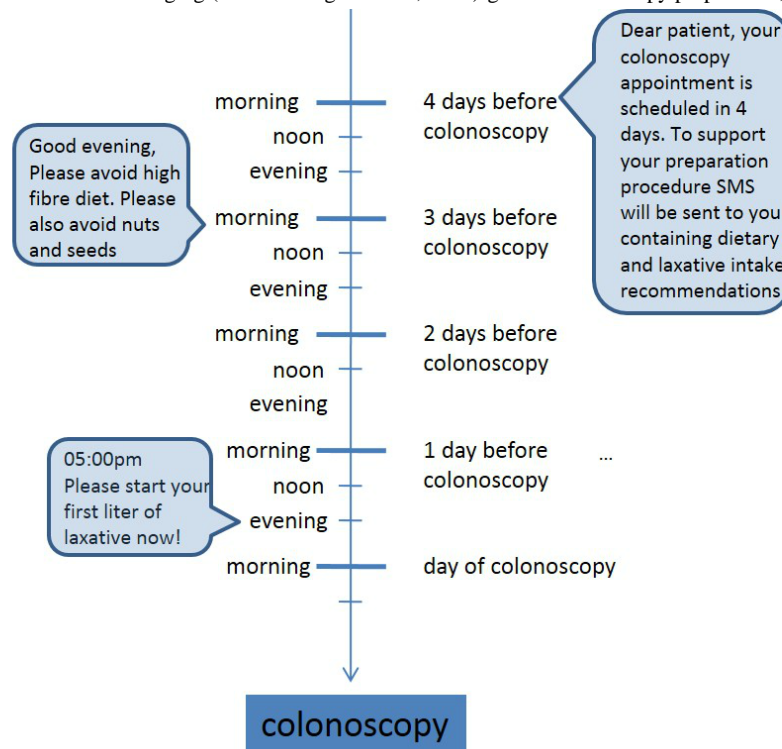 Dear patient, your
colonoscopy
appointment is
scheduled in 4
days. To support
your preparation
procedure SMS
will be sent to you
containing dietary
and laxative intake
recommendations
morning
4 days before
colonoscopy
noon
evening
Good evening,
Please avoid high
fibre diet. Please
also avoid nuts
and seeds
morning
3 days before
colonoscopy
noon
evening
morning
2 days before
colonoscopy
noon
evening
morning
1 day before
colonoscopy
...
noon
05:00pm
Please start your
first liter of
laxative now!
evening
morning
day of colonoscopy
colonoscopy